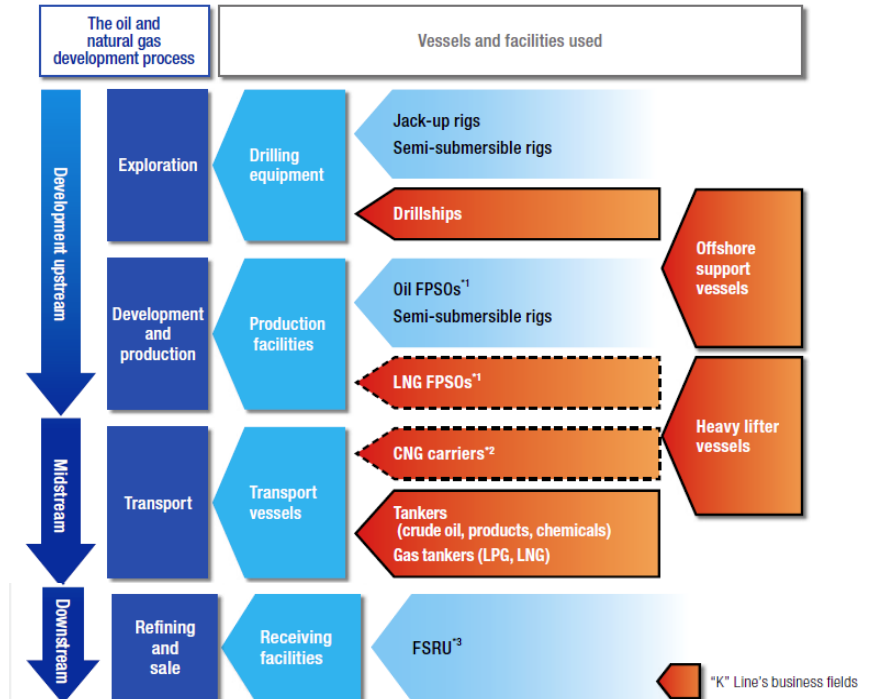 The oil and
natural gas
development process
Vessels and facilities used
Development upstream
Exploration
Drilling
equipment
Jack-up rigs
Semi-submersible rigs
Drillships
Offshore
support
vessels
Development
and
production
Production
facilities
Oil FPSOs*1
Semi-submersible rigs
LNG FPSOs*1
Heavy lifter
vessels
Midstream
Transport
Transport
vessels
CNG carriers*2
Tankers
(crude oil, products, chemicals)
Gas tankers (LPG, LNG)
Downstream
Refining
and
sale
Receiving
facilities
FSRU*3
"K" Line's business fields